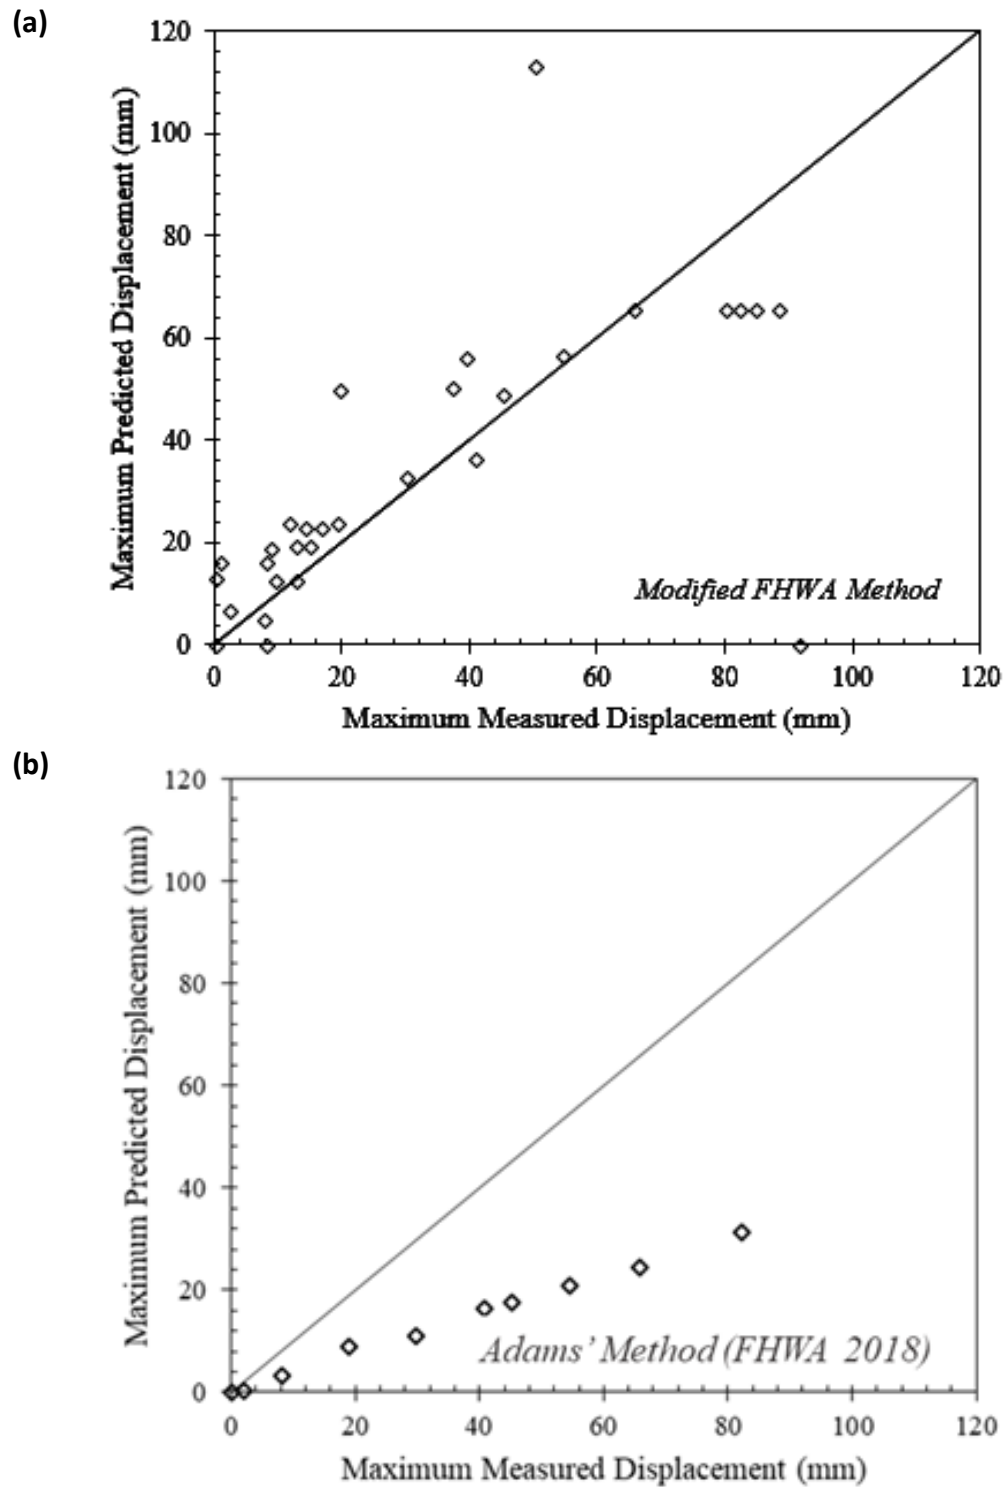 (a)
120
100
80
60
40
20
0
Maximum Predicted Displacement (mm)
Modified FHWA Method
0 20 40 60 80 100 120
Maximum Measured Displacement (mm)
(b)
120
100
80
60
40
20
0
Maximum Predicted Displacement (mm)
Adams' Method (FHWA 2018)
0 20 40 60 80 100 120
Maximum Measured Displacement (mm)